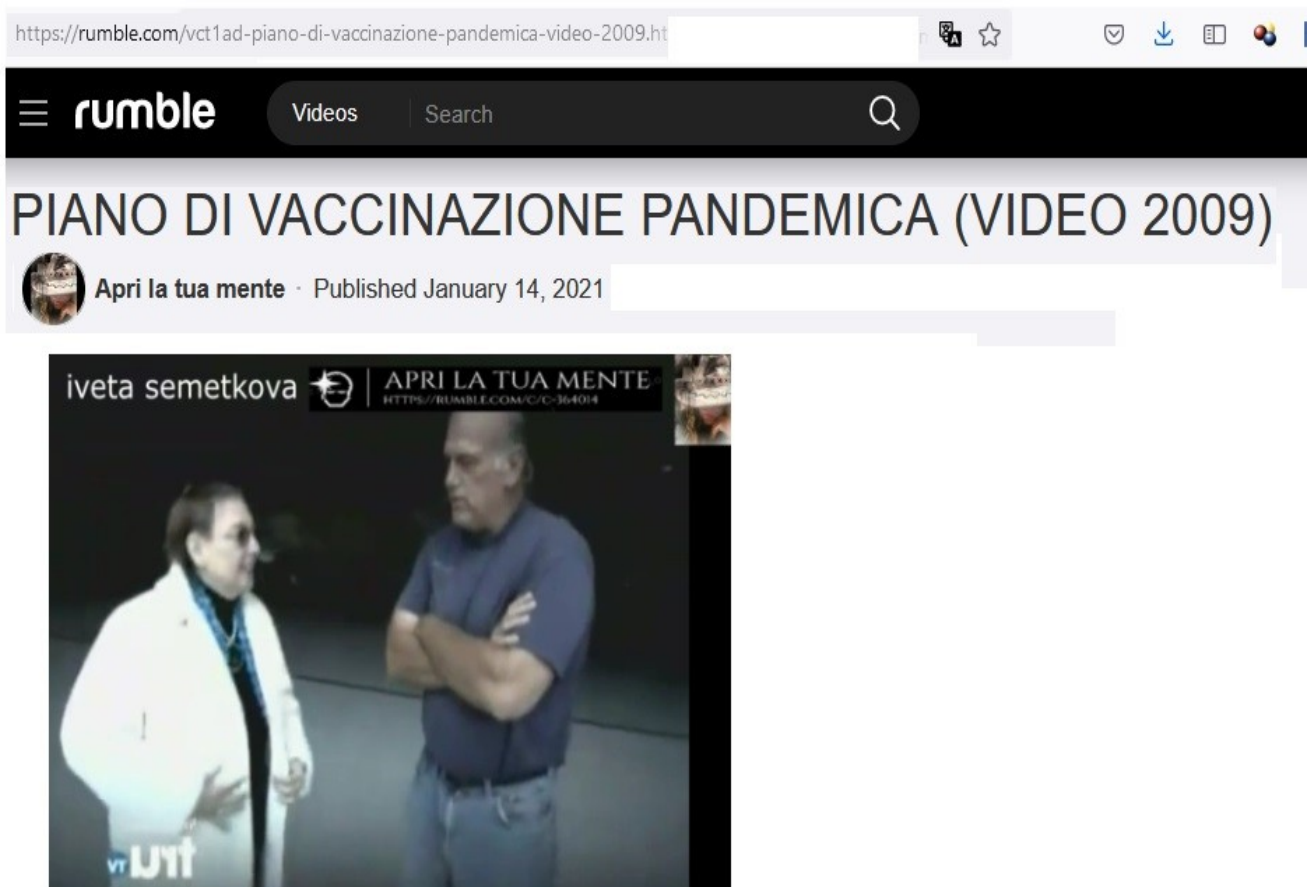 https://rumble.com/vct1ad-piano-di-vaccinazione-pandemica-video-2009.ht
rumble
Videos
Search
PIANO DI VACCINAZIONE PANDEMICA (VIDEO 2009)
Apri la tua mente · Published January 14, 2021
iveta semetkova
APRI LA TUA MENTE
HTTPS//RUMBLE.COM/C/C-364014